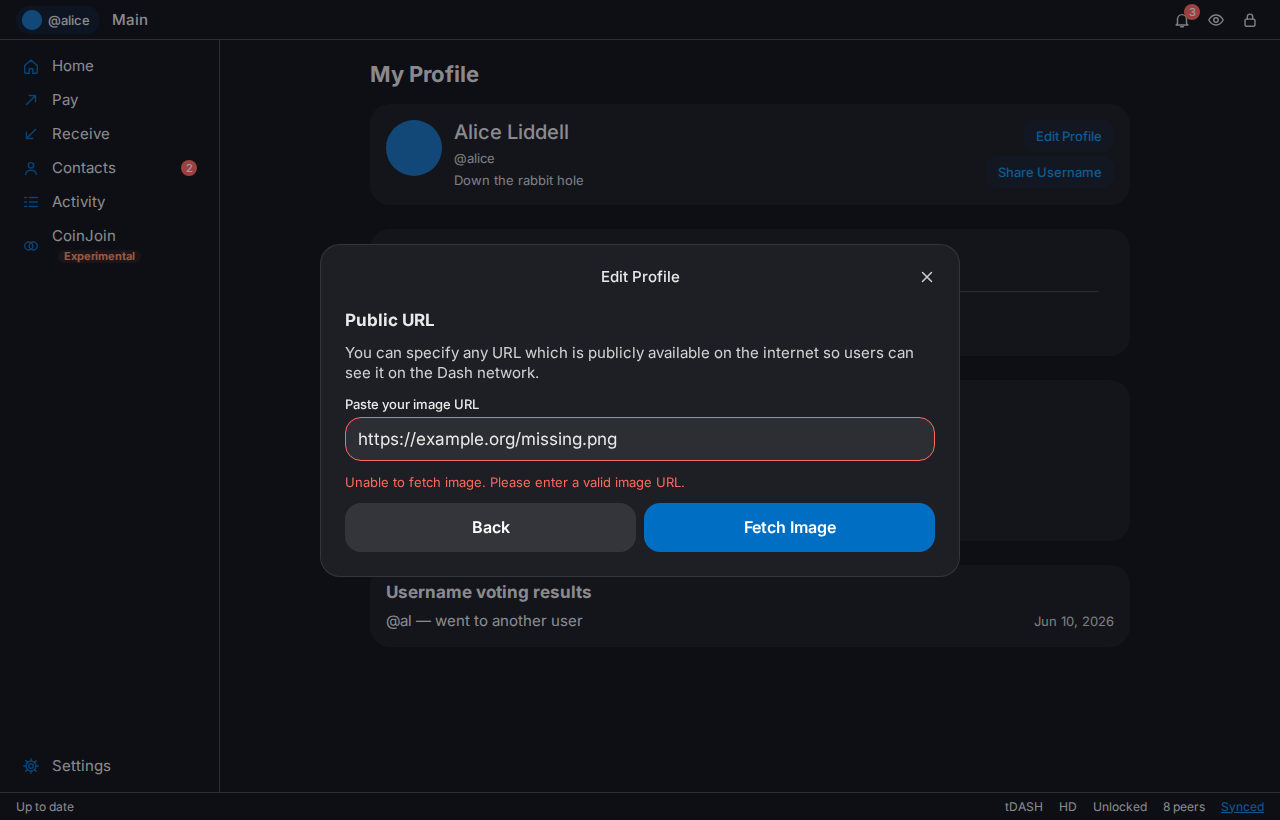 @alice Main 3
Home
Pay
Receive
Contacts 2
Activity
CoinJoin
Experimental
Settings
My Profile
Alice Liddell
@alice
Down the rabbit hole
Edit Profile
Share Username
Edit Profile
Public URL
You can specify any URL which is publicly available on the internet so users can
see it on the Dash network.
Paste your image URL
https://example.org/missing.png
Unable to fetch image. Please enter a valid image URL.
Back Fetch Image
Username voting results
@al — went to another user Jun 10, 2026
Up to date tDASH HD Unlocked 8 peers Synced